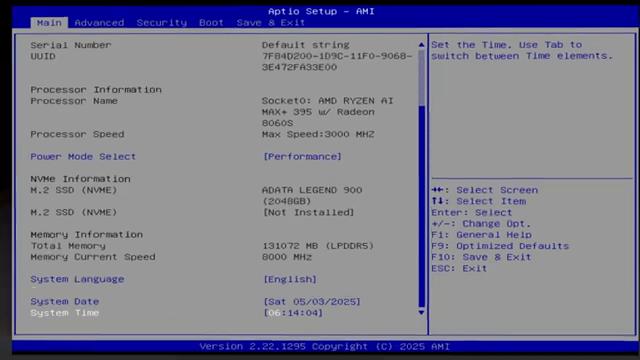 Aptio Setup - AMI
Main Advanced Security Boot Save & Exit
Serial Number Default string
UUID 7F84D200-1D9C-11F0-9068-
3E472FA33E00
Processor Information
Processor Name Socket0: AMD RYZEN AI
MAX+ 395 w/ Radeon
8060S
Processor Speed Max Speed:3000 MHZ
Power Mode Select [Performance]
NVMe Information
M.2 SSD (NVME) ADATA LEGEND 900
(2048GB)
M.2 SSD (NVME) [Not Installed]
Memory Information
Total Memory 131072 MB (LPDDR5)
Memory Current Speed 8000 MHZ
System Language [English]
System Date [Sat 05/03/2025]
System Time [06:14:04]
Set the Time. Use Tab to
switch between Time elements.
→←: Select Screen
↑↓: Select Item
Enter: Select
+/-: Change Opt.
F1: General Help
F9: Optimized Defaults
F10: Save & Exit
ESC: Exit
Version 2.22.1295 Copyright (C) 2025 AMI